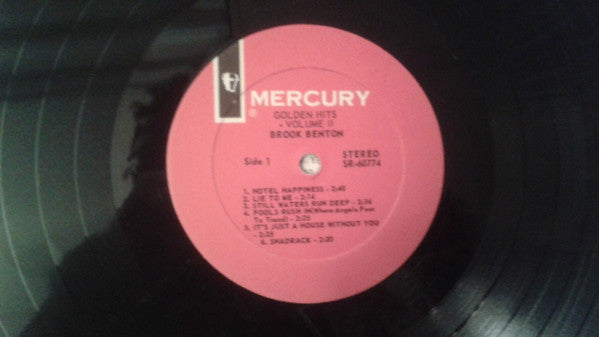 MERCURY
®
GOLDEN HITS
- VOLUME II
BROOK BENTON
Side 1
STEREO
SR-60774
1. HOTEL HAPPINESS - 2:40
2. LIE TO ME - 2:14
3. STILL WATERS RUN DEEP - 2:36
4. FOOLS RUSH IN(Where Angels Fear
To Tread) - 2:25
5. IT'S JUST A HOUSE WITHOUT YOU
- 2:25
6. SHADRACK - 2:20